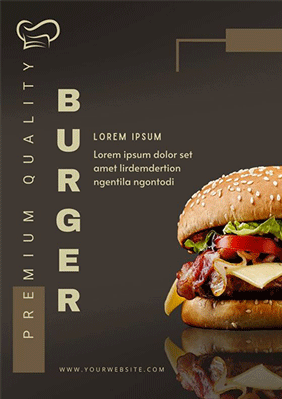 PREMIUM QUALITY
BURGER
LOREM IPSUM
Lorem ipsum dolor set
amet lirdemdertion
ngentila ngontodi
WWW.YOURWEBSITE.COM